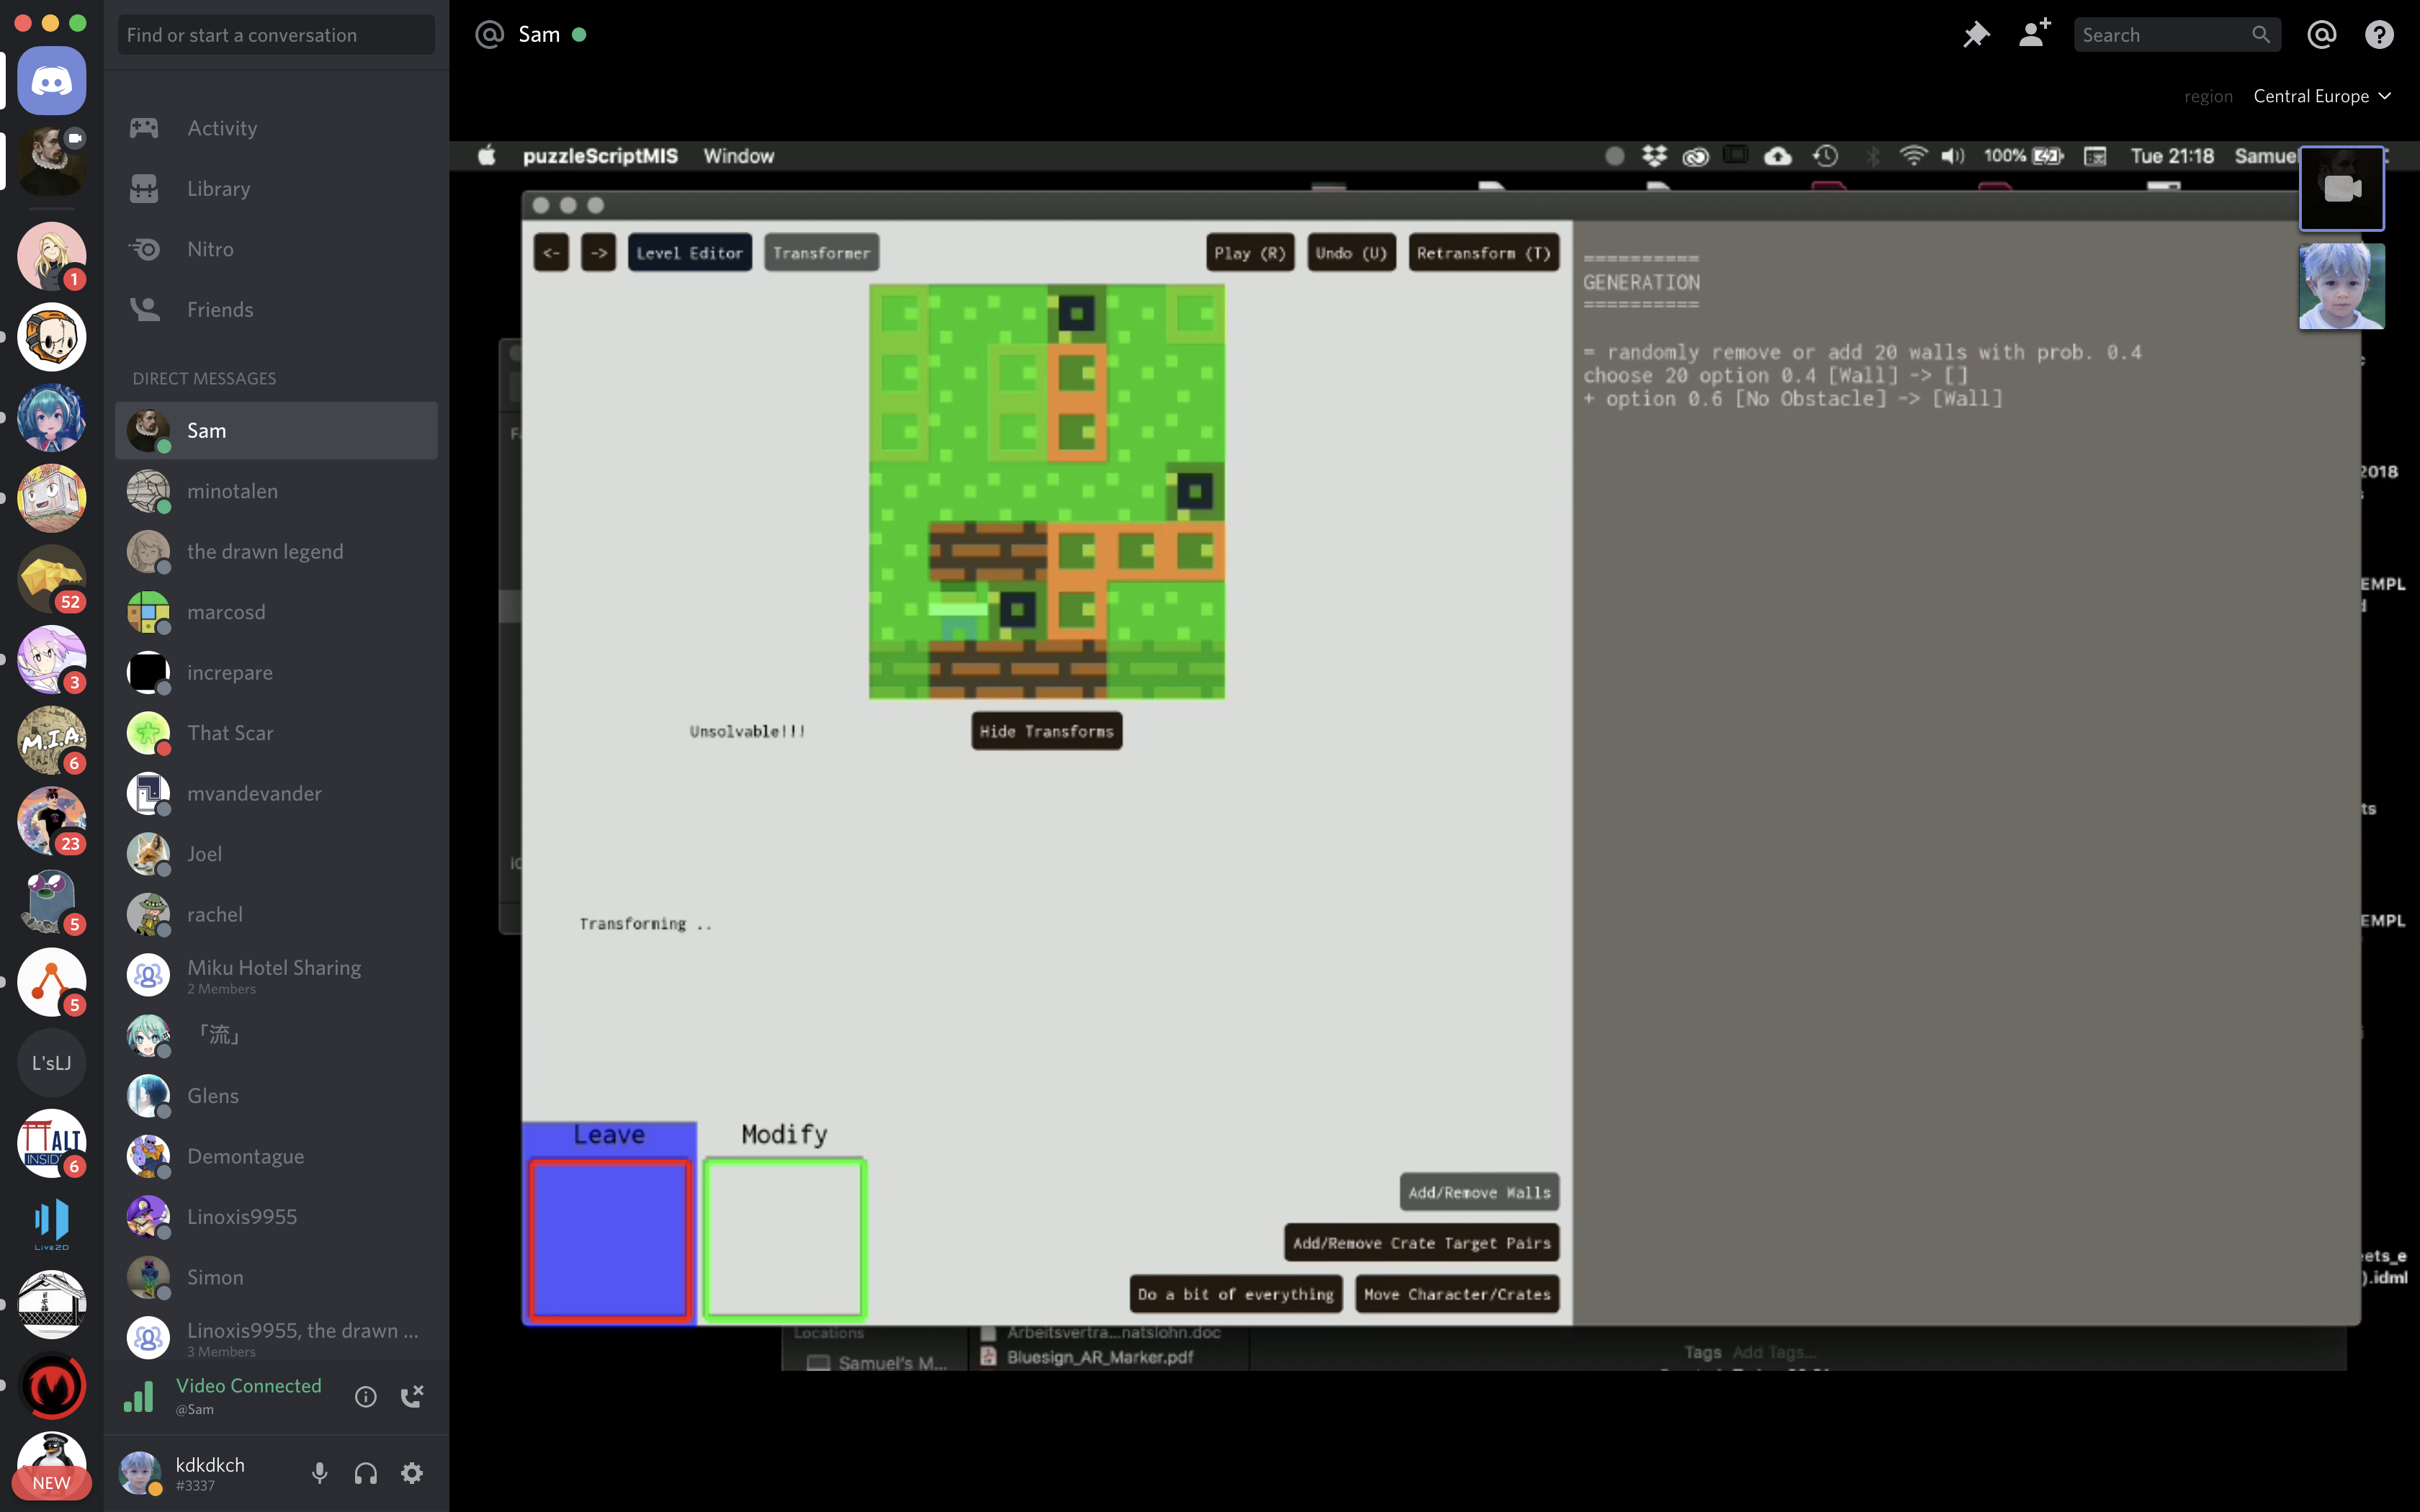 Find or start a conversation
Activity
Library
Nitro
Friends
DIRECT MESSAGES
Sam
minotalen
the drawn legend
marcosd
increpare
That Scar
mvandevander
Joel
rachel
Miku Hotel Sharing
2 Members
「流」
Glens
Demontague
Linoxis9955
Simon
Linoxis9955, the drawn ...
3 Members
Video Connected
@Sam
kdkdkch
#3337
1
52
3
M.I.A.
6
23
5
5
L'sLJ
ALT
INSID
6
Live2D
NEW
Sam
Search
region Central Europe
puzzleScriptMIS Window
100% Tue 21:18 Samue
<- -> Level Editor Transformer Play (R) Undo (U) Retransform (T)
==========
GENERATION
==========
= randomly remove or add 20 walls with prob. 0.4
choose 20 option 0.4 [Wall] -> []
+ option 0.6 [No Obstacle] -> [Wall]
Unsolvable!!! Hide Transforms
Transforming ..
Leave Modify
Add/Remove Walls
Add/Remove Crate Target Pairs
Do a bit of everything Move Character/Crates
2018
EMPL
ts
EMPL
ets_e
).idml
Locations
Samuel's M...
Arbeitsvertra...natslohn.doc
Bluesign_AR_Marker.pdf
Tags Add Tags...